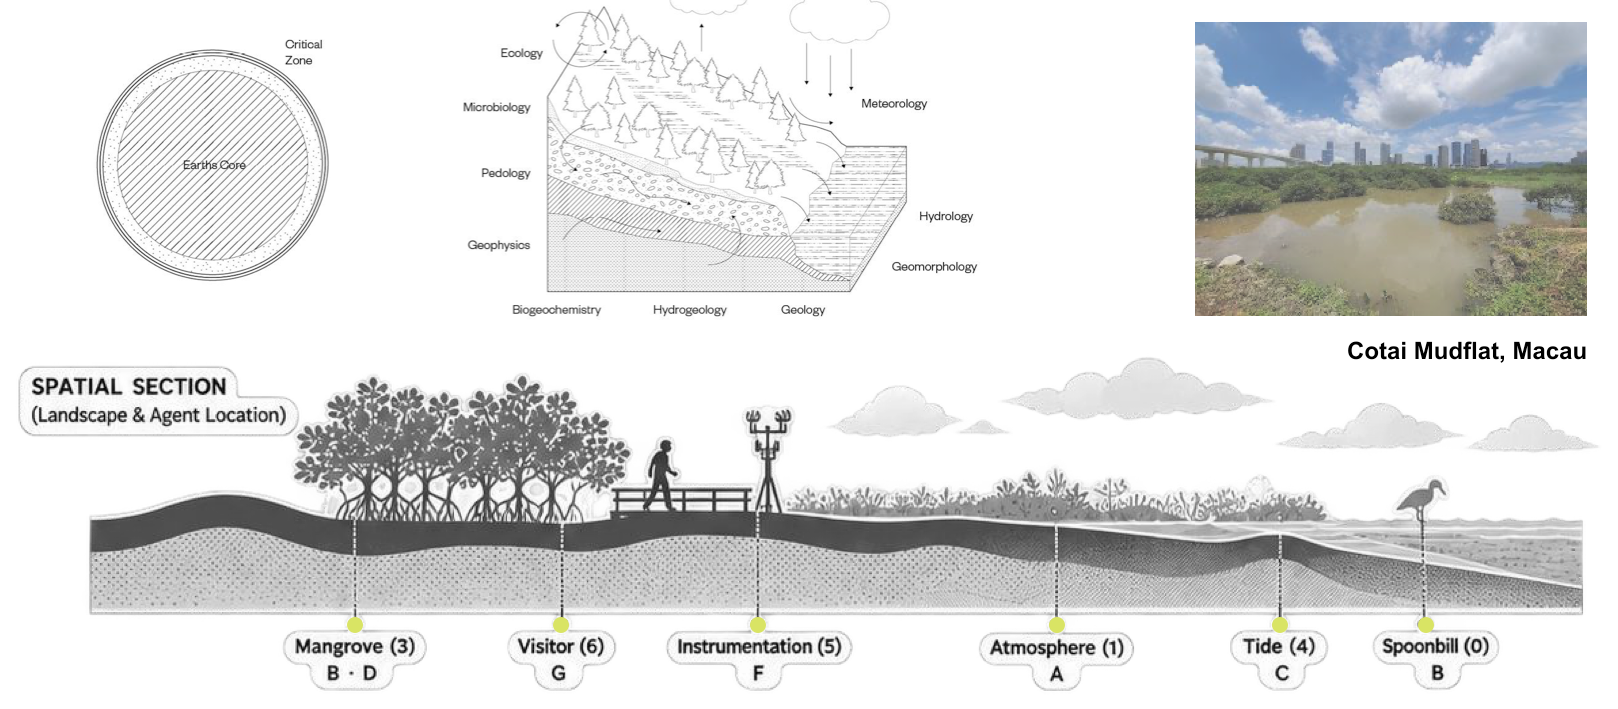 Critical
Zone
Earths Core
Ecology
Microbiology
Pedology
Geophysics
Biogeochemistry
Hydrogeology
Geology
Meteorology
Hydrology
Geomorphology
Cotai Mudflat, Macau
SPATIAL SECTION
(Landscape & Agent Location)
Mangrove (3)
B · D
Visitor (6)
G
Instrumentation (5)
F
Atmosphere (1)
A
Tide (4)
C
Spoonbill (0)
B